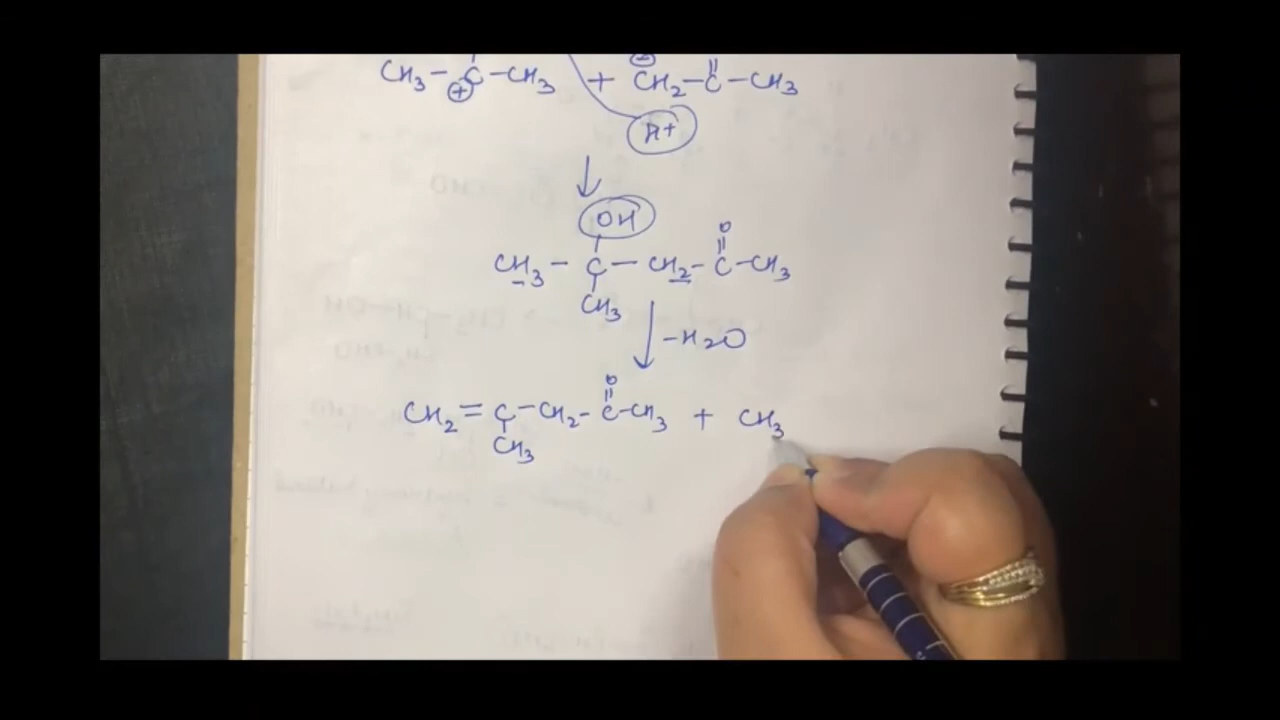 CH3 - C - CH3 + CH2 - C - CH3
⊕ ⊖ ||
H+
↓
OH O
| ||
CH3 - C - CH2 - C - CH3
|
CH3
↓ -H2O
O
||
CH2 = C - CH2 - C - CH3 + CH3
|
CH3